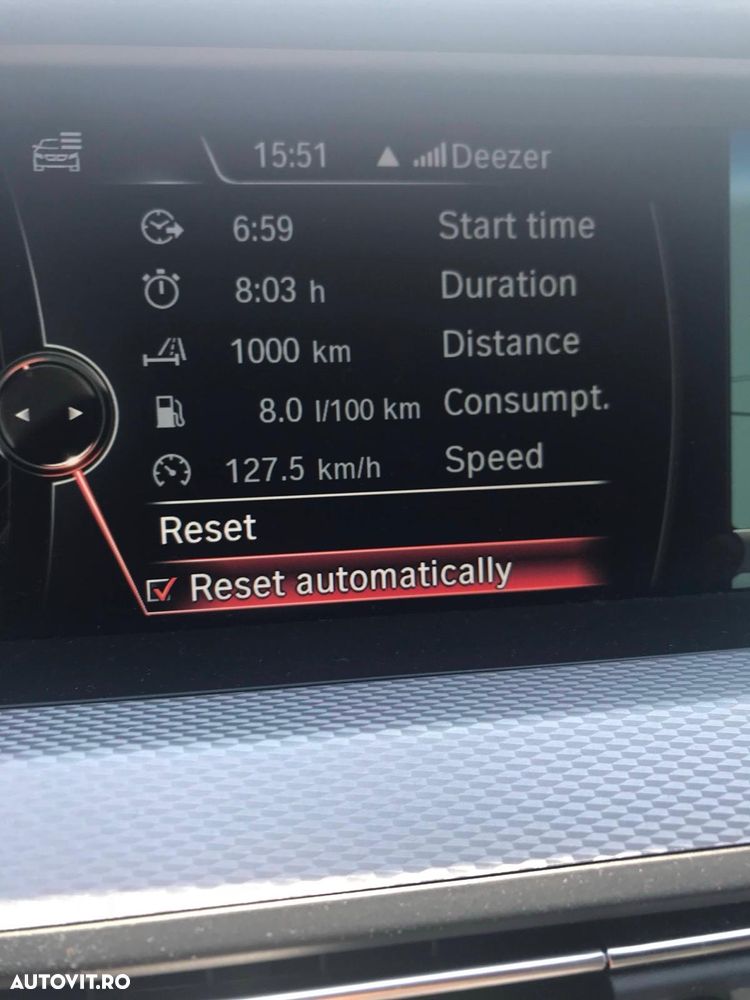 15:51 Deezer
6:59 Start time
8:03 h Duration
1000 km Distance
8.0 l/100 km Consumpt.
127.5 km/h Speed
Reset
Reset automatically
AUTOVIT.RO